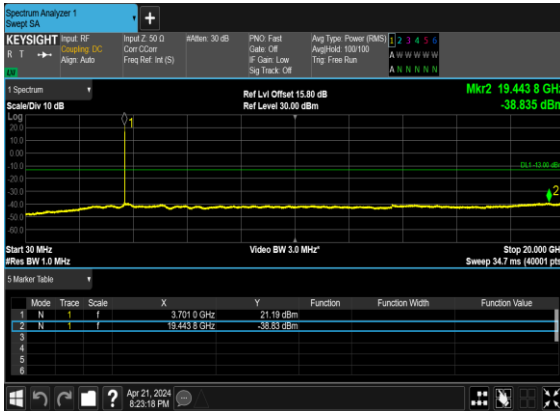 Spectrum Analyzer 1
Swept SA
+
KEYSIGHT Input: RF Input Z: 50 Ω #Atten: 30 dB PNO: Fast Avg Type: Power (RMS) 1 2 3 4 5 6
R T Coupling: DC Corr CCorr Gate: Off Avg|Hold: 100/100 A W W W W W
Align: Auto Freq Ref: Int (S) IF Gain: Low Trig: Free Run
Sig Track: Off A N N N N N
1 Spectrum Ref Lvl Offset 15.80 dB Mkr2 19.443 8 GHz
Scale/Div 10 dB Ref Level 30.00 dBm -38.835 dBm
Log
20.0
10.0
0.00
-10.0
DL1 -13.00 dBm
-20.0
-30.0
-40.0
-50.0
-60.0
1
2
Start 30 MHz Video BW 3.0 MHz* Stop 20.000 GHz
#Res BW 1.0 MHz Sweep 34.7 ms (40001 pts)
5 Marker Table
Mode Trace Scale X Y Function Function Width Function Value
1 N 1 f 3.701 0 GHz 21.19 dBm
2 N 1 f 19.443 8 GHz -38.83 dBm
3
4
5
6
? Apr 21, 2024
8:23:18 PM